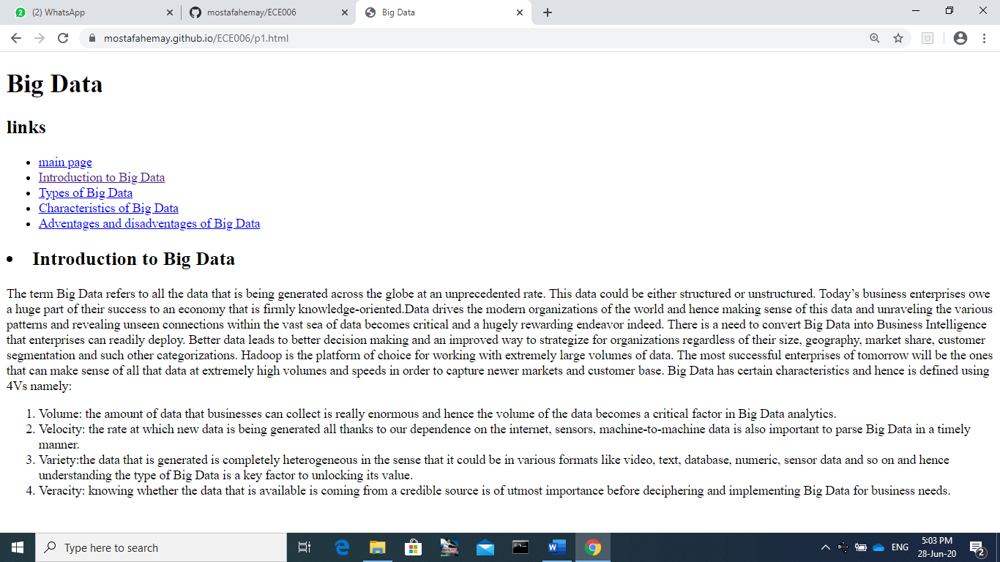 (2) WhatsApp
mostafahemay/ECE006
Big Data
mostafahemay.github.io/ECE006/p1.html
Big Data
links
main page
Introduction to Big Data
Types of Big Data
Characteristics of Big Data
Adventages and disadventages of Big Data
Introduction to Big Data
The term Big Data refers to all the data that is being generated across the globe at an unprecedented rate. This data could be either structured or unstructured. Today’s business enterprises owe
a huge part of their success to an economy that is firmly knowledge-oriented.Data drives the modern organizations of the world and hence making sense of this data and unraveling the various
patterns and revealing unseen connections within the vast sea of data becomes critical and a hugely rewarding endeavor indeed. There is a need to convert Big Data into Business Intelligence
that enterprises can readily deploy. Better data leads to better decision making and an improved way to strategize for organizations regardless of their size, geography, market share, customer
segmentation and such other categorizations. Hadoop is the platform of choice for working with extremely large volumes of data. The most successful enterprises of tomorrow will be the ones
that can make sense of all that data at extremely high volumes and speeds in order to capture newer markets and customer base. Big Data has certain characteristics and hence is defined using
4Vs namely:
1. Volume: the amount of data that businesses can collect is really enormous and hence the volume of the data becomes a critical factor in Big Data analytics.
2. Velocity: the rate at which new data is being generated all thanks to our dependence on the internet, sensors, machine-to-machine data is also important to parse Big Data in a timely
manner.
3. Variety:the data that is generated is completely heterogeneous in the sense that it could be in various formats like video, text, database, numeric, sensor data and so on and hence
understanding the type of Big Data is a key factor to unlocking its value.
4. Veracity: knowing whether the data that is available is coming from a credible source is of utmost importance before deciphering and implementing Big Data for business needs.
Type here to search
ENG
5:03 PM
28-Jun-20
2